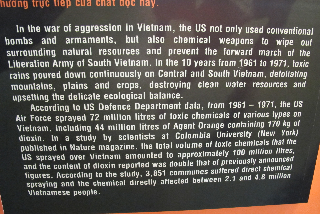 hương trực tiếp của chất độc này.
In the war of aggression in Vietnam, the US not only used conventional
bombs and armaments, but also chemical weapons to wipe out
surrounding natural resources and prevent the forward march of the
Liberation Army of South Vietnam. In the 10 years from 1961 to 1971, toxic
rains poured down continuously on Central and South Vietnam, defoliating
mountains, plains and crops, destroying clean water resources and
upsetting the delicate ecological balance.
According to US Defence Department data, from 1961 – 1971, the US
Air Force sprayed 72 million litres of toxic chemicals of various types on
Vietnam, including 44 million litres of Agent Orange containing 170 kg of
dioxin. In a study by scientists at Columbia University (New York)
published in Nature magazine, the total volume of toxic chemicals that the
US sprayed over Vietnam amounted to approximately 100 million litres,
and the content of dioxin reported was double that of previously announced
figures. According to the study, 3,851 communes suffered direct chemical
spraying and the chemical directly affected between 2.1 and 4.8 million
Vietnamese people.